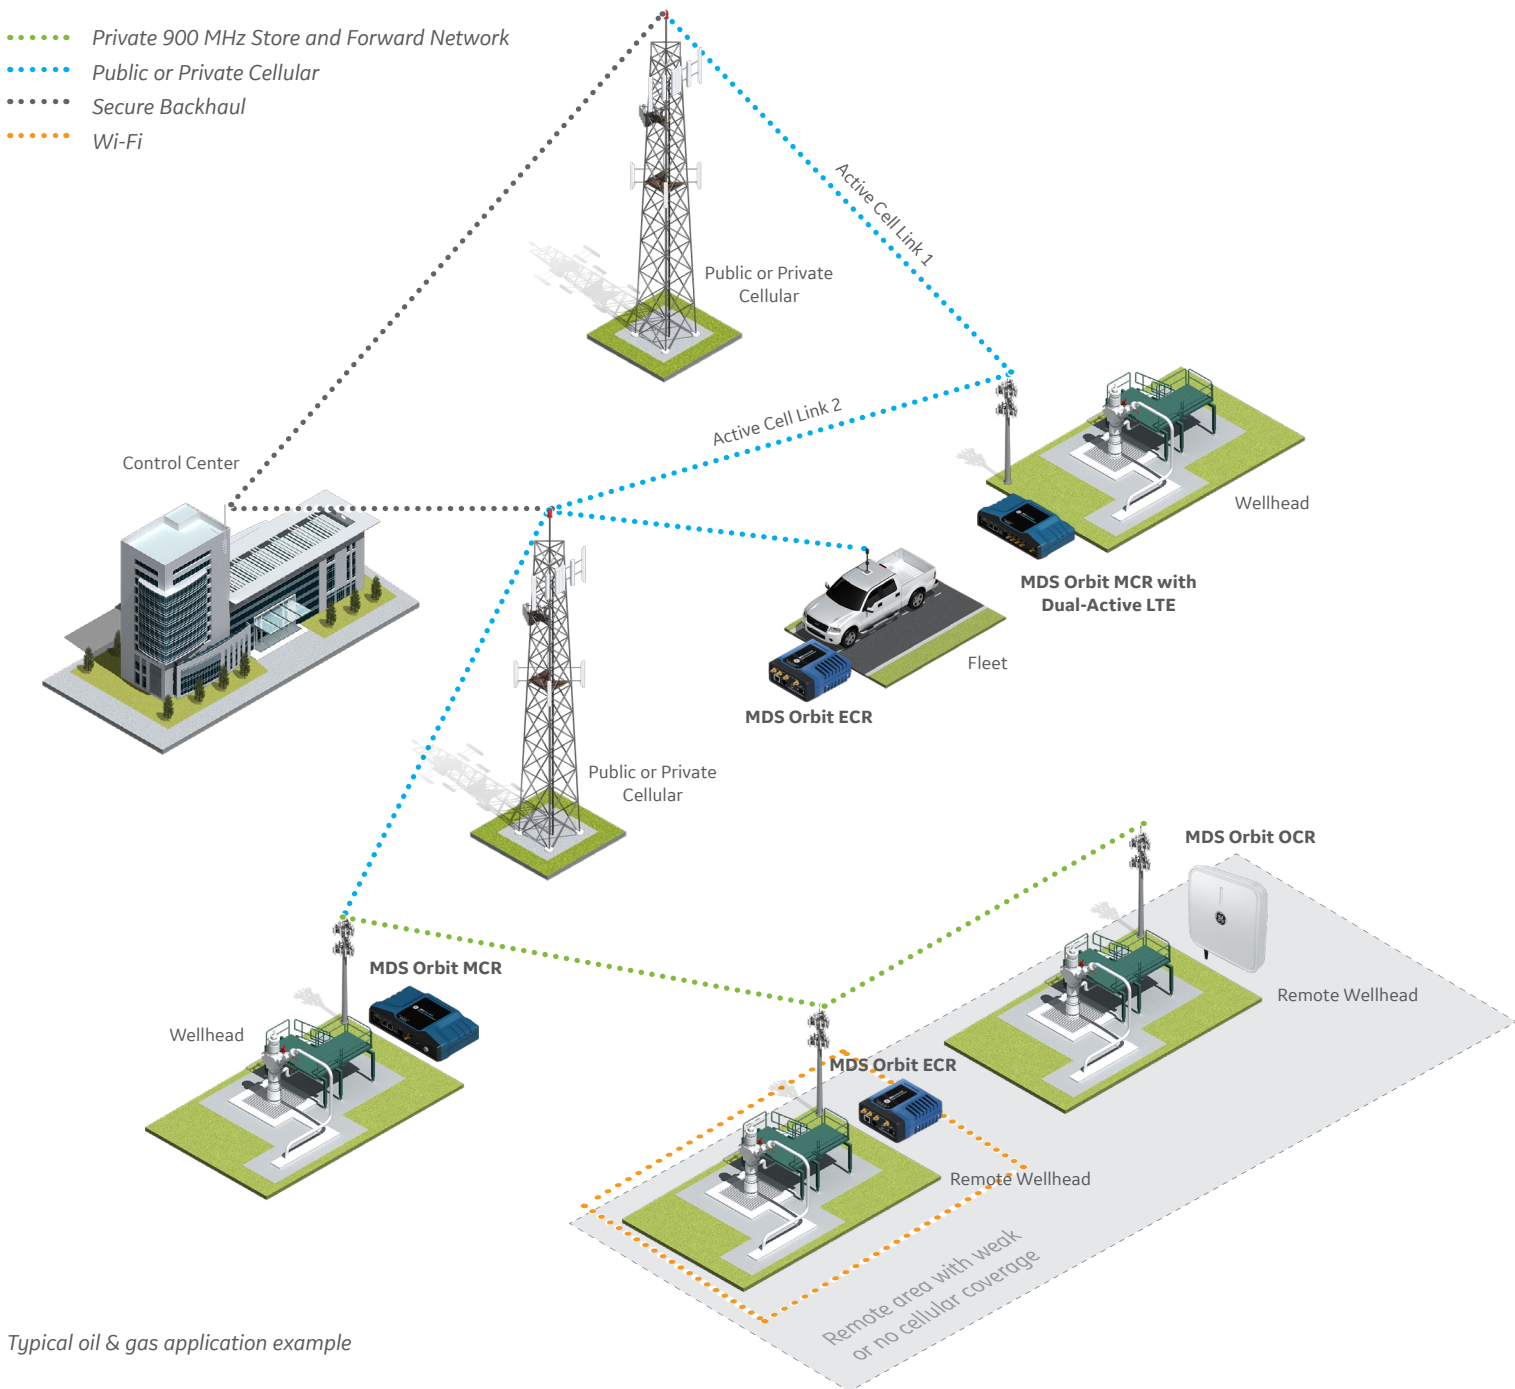 Private 900 MHz Store and Forward Network
Public or Private Cellular
Secure Backhaul
Wi-Fi
Active Cell Link 1
Public or Private
Cellular
Active Cell Link 2
Control Center
Wellhead
MDS Orbit MCR with
Dual-Active LTE
Fleet
MDS Orbit ECR
Public or Private
Cellular
MDS Orbit OCR
MDS Orbit MCR
Remote Wellhead
Wellhead
MDS Orbit ECR
Remote Wellhead
Remote area with weak
or no cellular coverage
Typical oil & gas application example